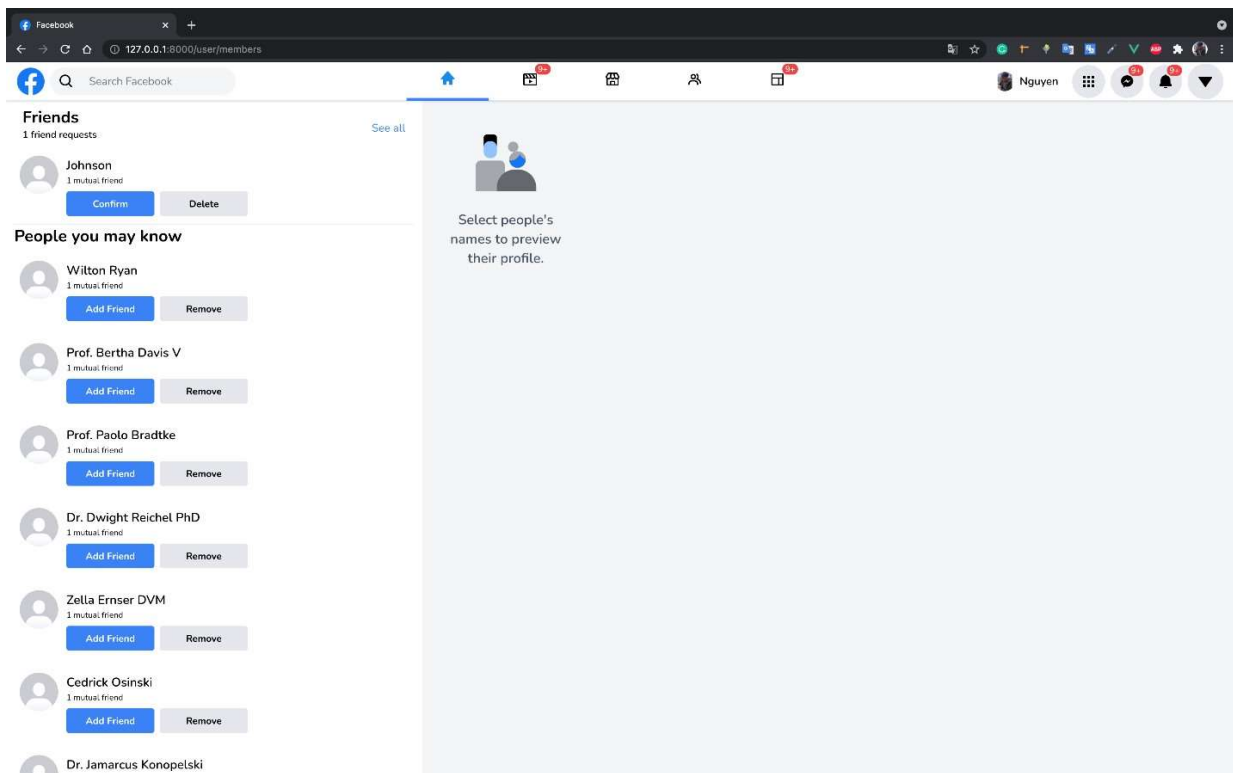 Facebook
127.0.0.1:8000/user/members
Search Facebook
9+
9+
Nguyen
9+
9+
Friends
1 friend requests
See all
Johnson
1 mutual friend
Confirm Delete
People you may know
Wilton Ryan
1 mutual friend
Add Friend Remove
Prof. Bertha Davis V
1 mutual friend
Add Friend Remove
Prof. Paolo Bradtke
1 mutual friend
Add Friend Remove
Dr. Dwight Reichel PhD
1 mutual friend
Add Friend Remove
Zella Ernser DVM
1 mutual friend
Add Friend Remove
Cedrick Osinski
1 mutual friend
Add Friend Remove
Dr. Jamarcus Konopelski
Select people's
names to preview
their profile.